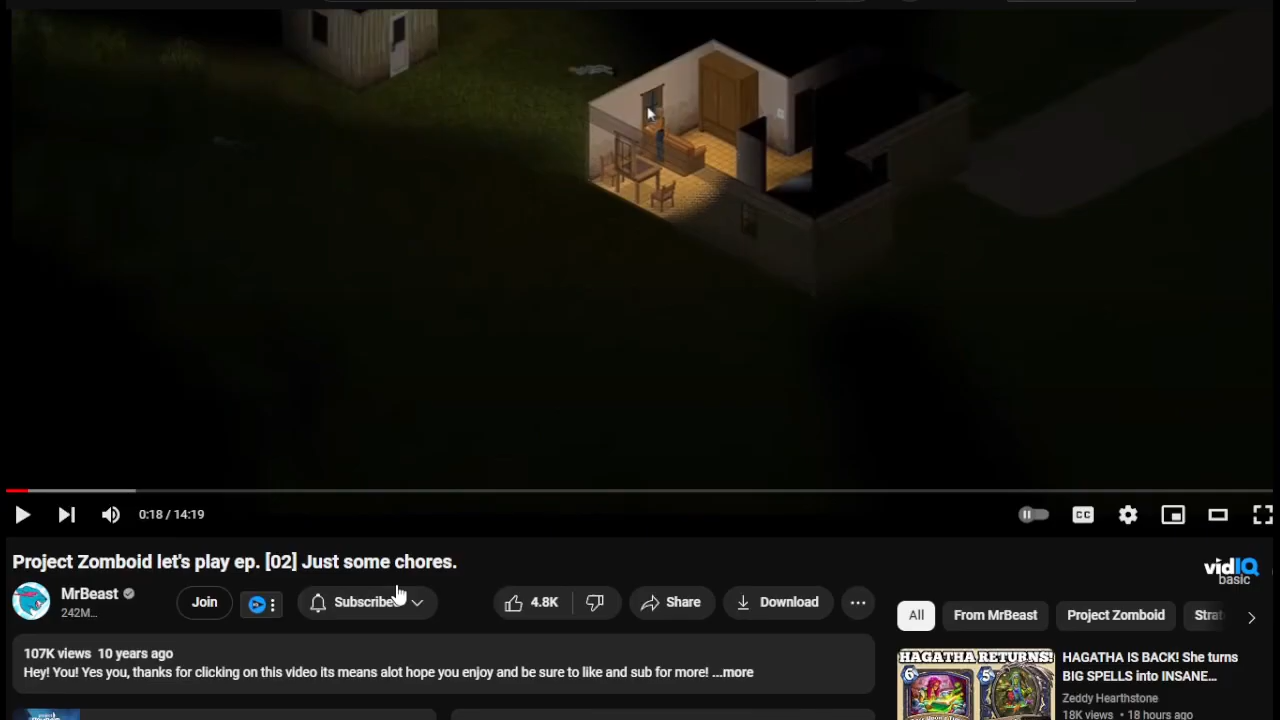 0:18 / 14:19
CC
Project Zomboid let's play ep. [02] Just some chores.
vidIQ
basic
MrBeast
242M...
Join
4.8K
Share
Download
All
From MrBeast
Project Zomboid
107K views 10 years ago
Hey! You! Yes you, thanks for clicking on this video its means alot hope you enjoy and be sure to like and sub for more! ...more
HAGATHA RETURNS!
6
5
HAGATHA IS BACK! She turns
BIG SPELLS into INSANE...
Zeddy Hearthstone
18K views • 18 hours ago